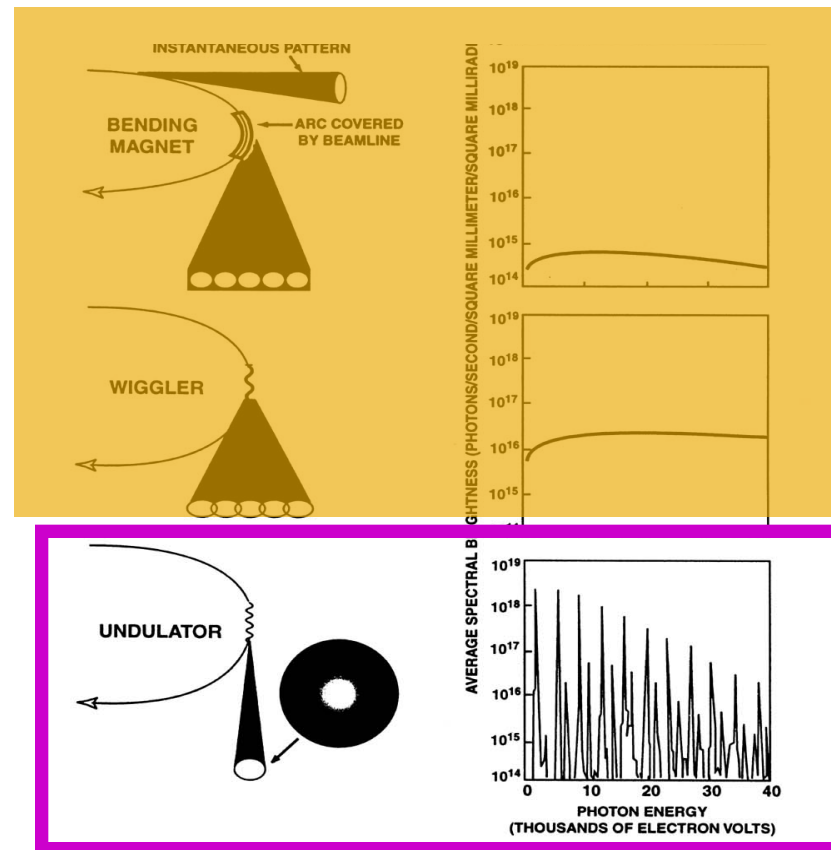 INSTANTANEOUS PATTERN
BENDING
MAGNET
ARC COVERED
BY BEAMLINE
10¹⁹
10¹⁸
10¹⁷
10¹⁶
10¹⁵
10¹⁴
WIGGLER
10¹⁹
10¹⁸
10¹⁷
10¹⁶
10¹⁵
UNDULATOR
AVERAGE SPECTRAL (PHOTONS/SECOND/SQUARE MILLIMETER/SQUARE
10¹⁹
10¹⁸
10¹⁷
10¹⁶
10¹⁵
10¹⁴
0 10 20 30 40
PHOTON ENERGY
(THOUSANDS OF ELECTRON VOLTS)